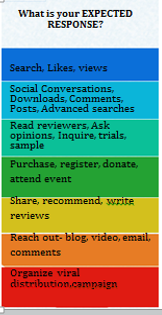 What is your EXPECTED
RESPONSE?
Search, Likes, views
Social Conversations,
Downloads, Comments,
Posts, Advanced searches
Read reviewers, Ask
opinions, Inquire, trials,
sample
Purchase, register, donate,
attend event
Share, recommend, write
reviews
Reach out- blog, video, email,
comments
Organize viral
distribution,campaign